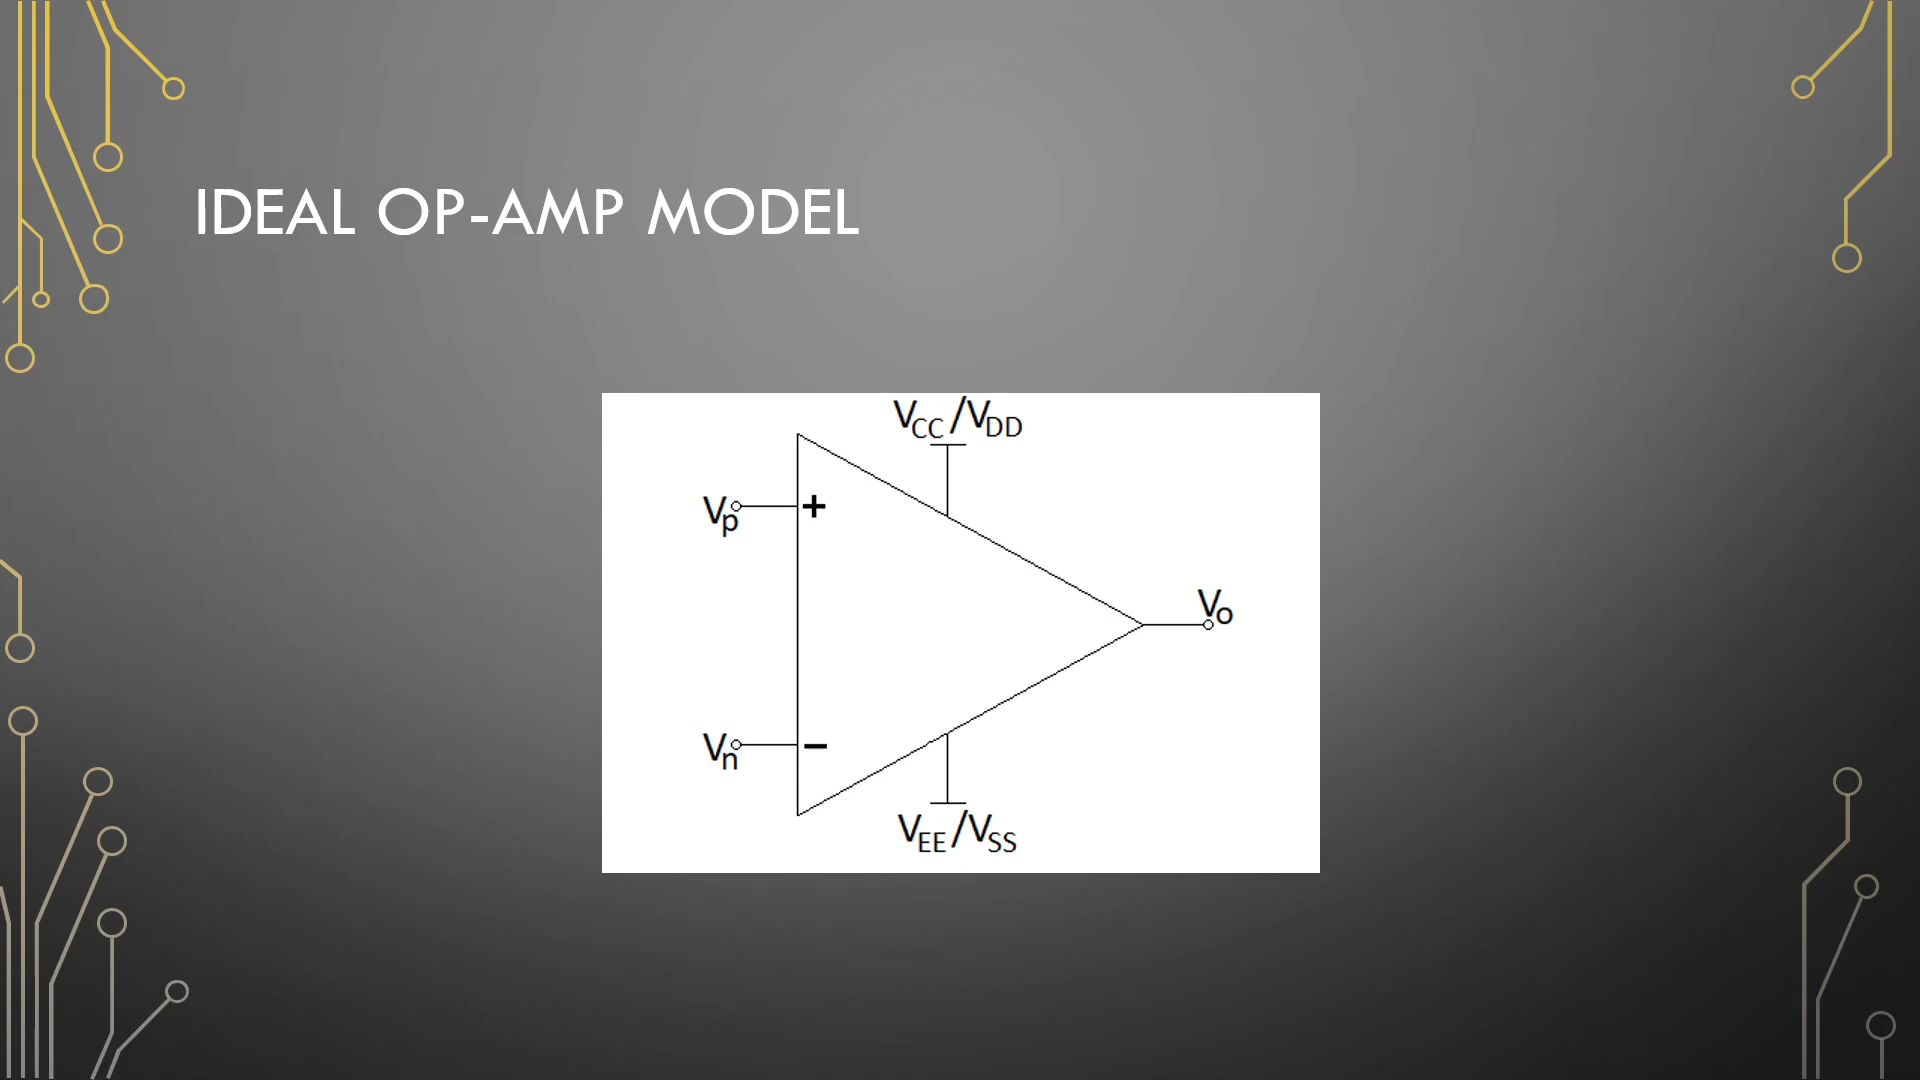 IDEAL OP-AMP MODEL
VCC/VDD
Vp
+
Vo
Vn
−
VEE/VSS